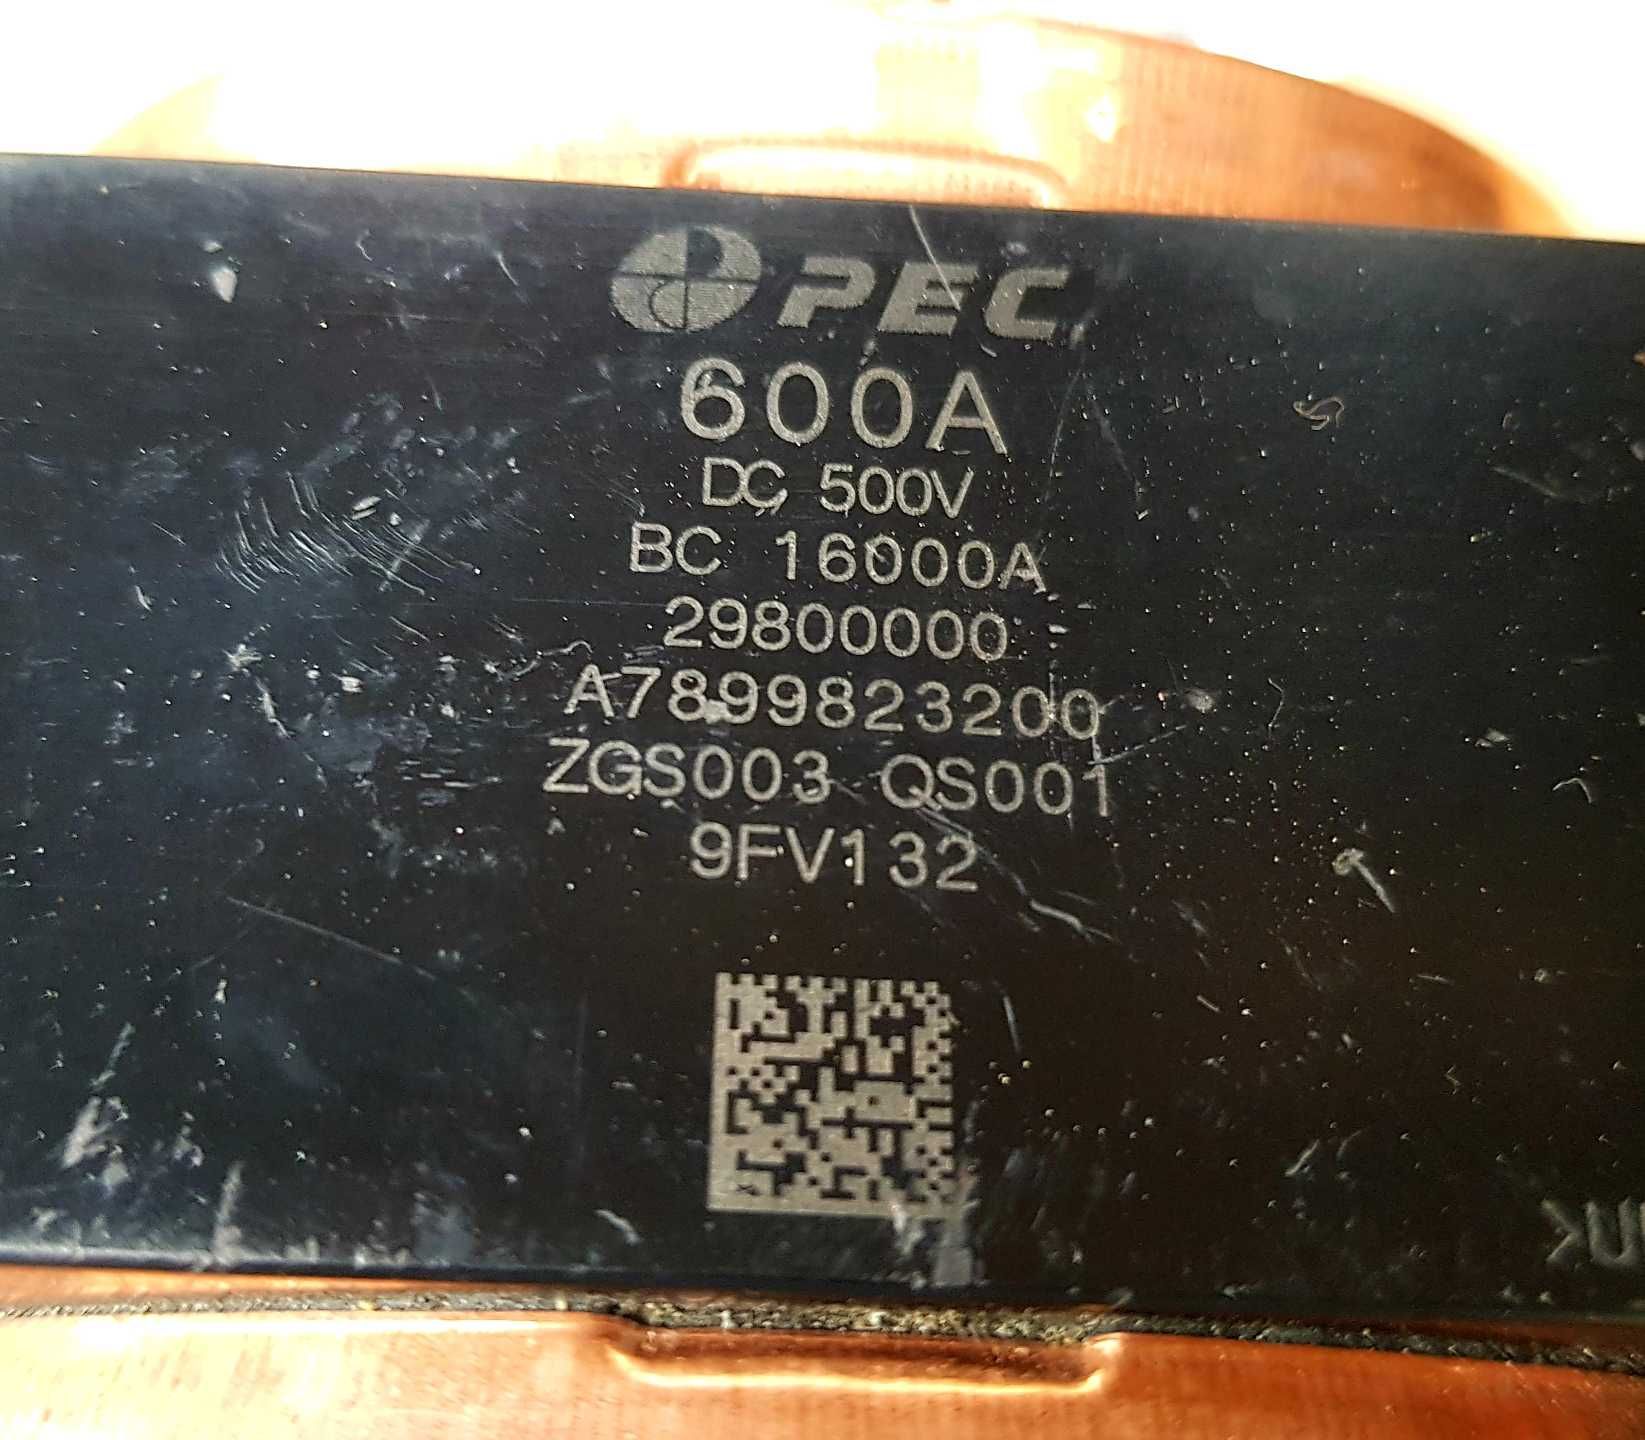 PEC
600A
DC 500V
BC 16000A
29800000
A7899823200
ZGS003 QS001
9FV132